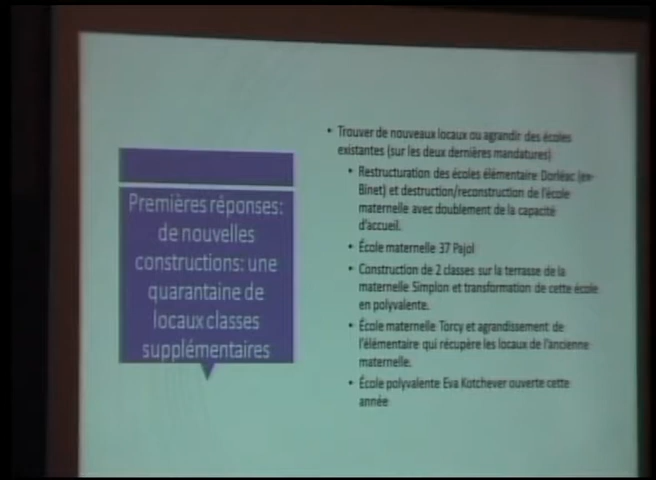 Premières réponses:
de nouvelles
constructions: une
quarantaine de
locaux classes
supplémentaires
• Trouver de nouveaux locaux ou agrandir des écoles
existantes (sur les deux dernières mandatures)
• Restructuration des écoles élémentaire Dorléac (ex-
Binet) et destruction/reconstruction de l'école
maternelle avec doublement de la capacité
d'accueil.
• École maternelle 37 Pajol
• Construction de 2 classes sur la terrasse de la
maternelle Simplon et transformation de cette école
en polyvalente.
• École maternelle Torcy et agrandissement de
l'élémentaire qui récupère les locaux de l'ancienne
maternelle.
• École polyvalente Eva Kotchever ouverte cette
année